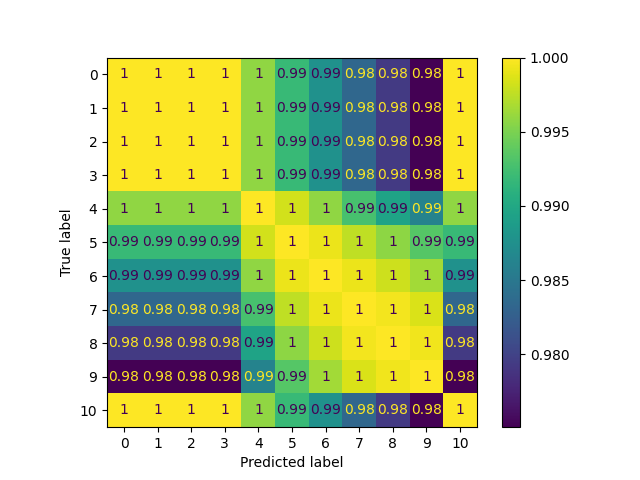 0 1 1 1 1 1 0.99 0.99 0.98 0.98 0.98 1
1 1 1 1 1 1 0.99 0.99 0.98 0.98 0.98 1
2 1 1 1 1 1 0.99 0.99 0.98 0.98 0.98 1
3 1 1 1 1 1 0.99 0.99 0.98 0.98 0.98 1
4 1 1 1 1 1 1 1 0.99 0.99 0.99 1
5 0.99 0.99 0.99 0.99 1 1 1 1 1 0.99 0.99
6 0.99 0.99 0.99 0.99 1 1 1 1 1 1 0.99
7 0.98 0.98 0.98 0.98 0.99 1 1 1 1 1 0.98
8 0.98 0.98 0.98 0.98 0.99 1 1 1 1 1 0.98
9 0.98 0.98 0.98 0.98 0.99 0.99 1 1 1 1 0.98
10 1 1 1 1 1 0.99 0.99 0.98 0.98 0.98 1
0 1 2 3 4 5 6 7 8 9 10
Predicted label
True label
1.000
0.995
0.990
0.985
0.980